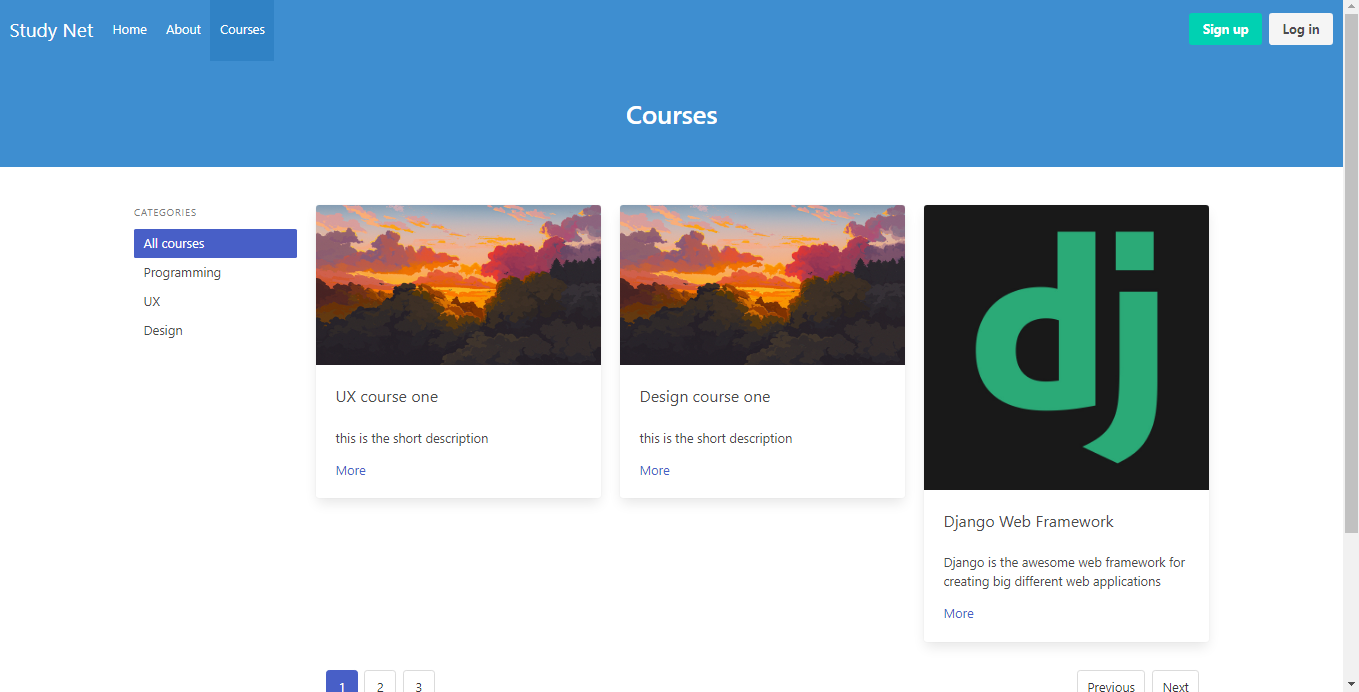 Study Net
Home
About
Courses
Sign up
Log in
Courses
CATEGORIES
All courses
Programming
UX
Design
UX course one
this is the short description
More
Design course one
this is the short description
More
dj
Django Web Framework
Django is the awesome web framework for
creating big different web applications
More
1
2
3
Previous
Next